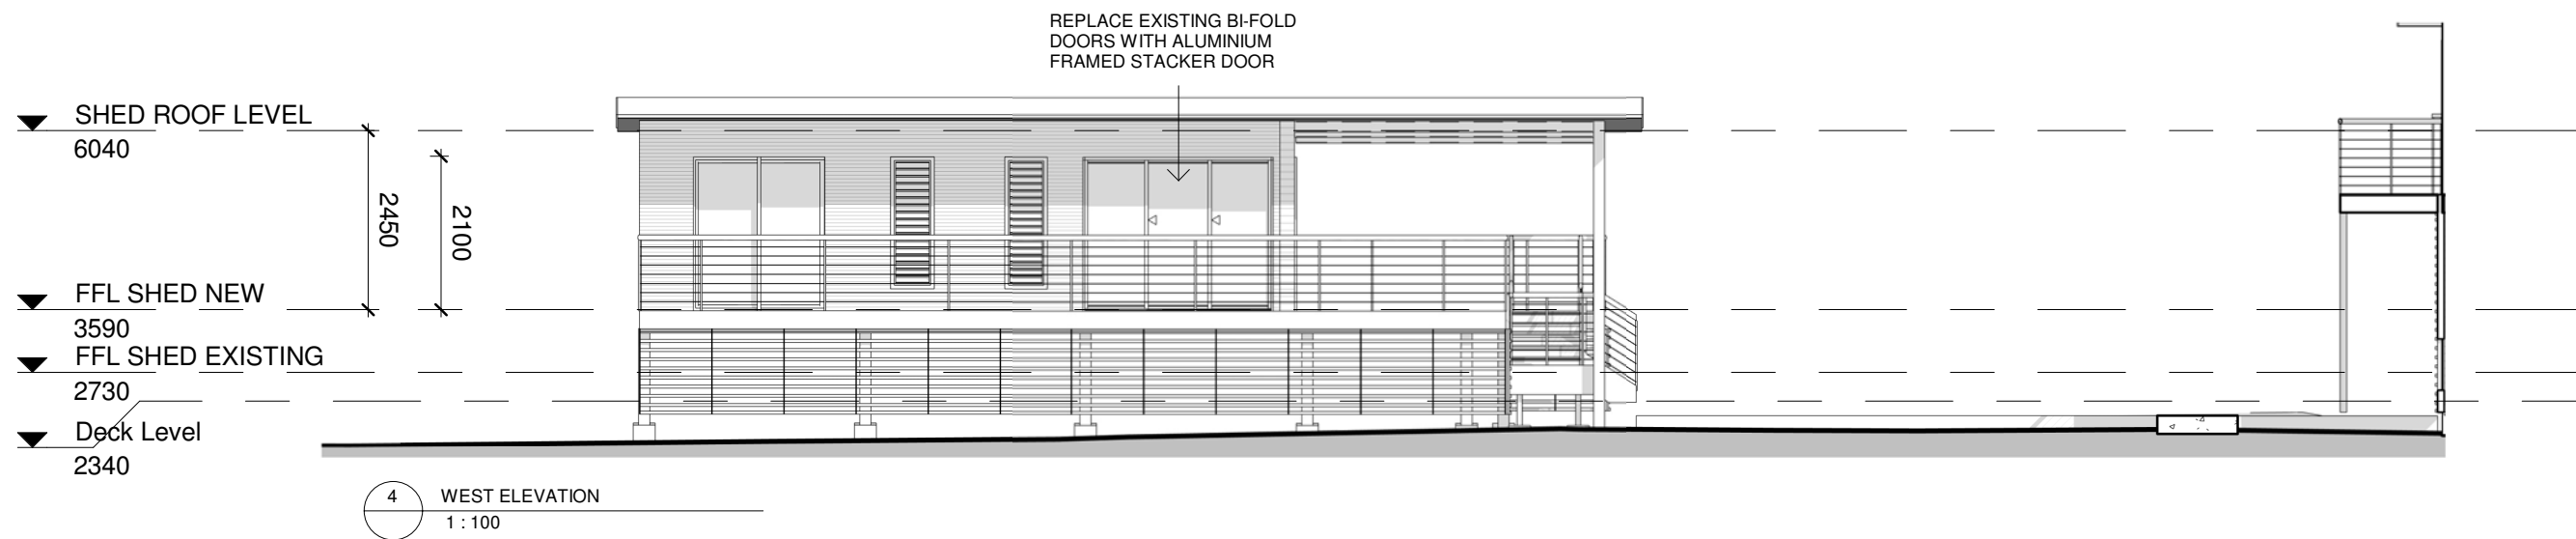 REPLACE EXISTING BI-FOLD
DOORS WITH ALUMINIUM
FRAMED STACKER DOOR
SHED ROOF LEVEL
6040
2450
2100
FFL SHED NEW
3590
FFL SHED EXISTING
2730
Deck Level
2340
4
WEST ELEVATION
1 : 100